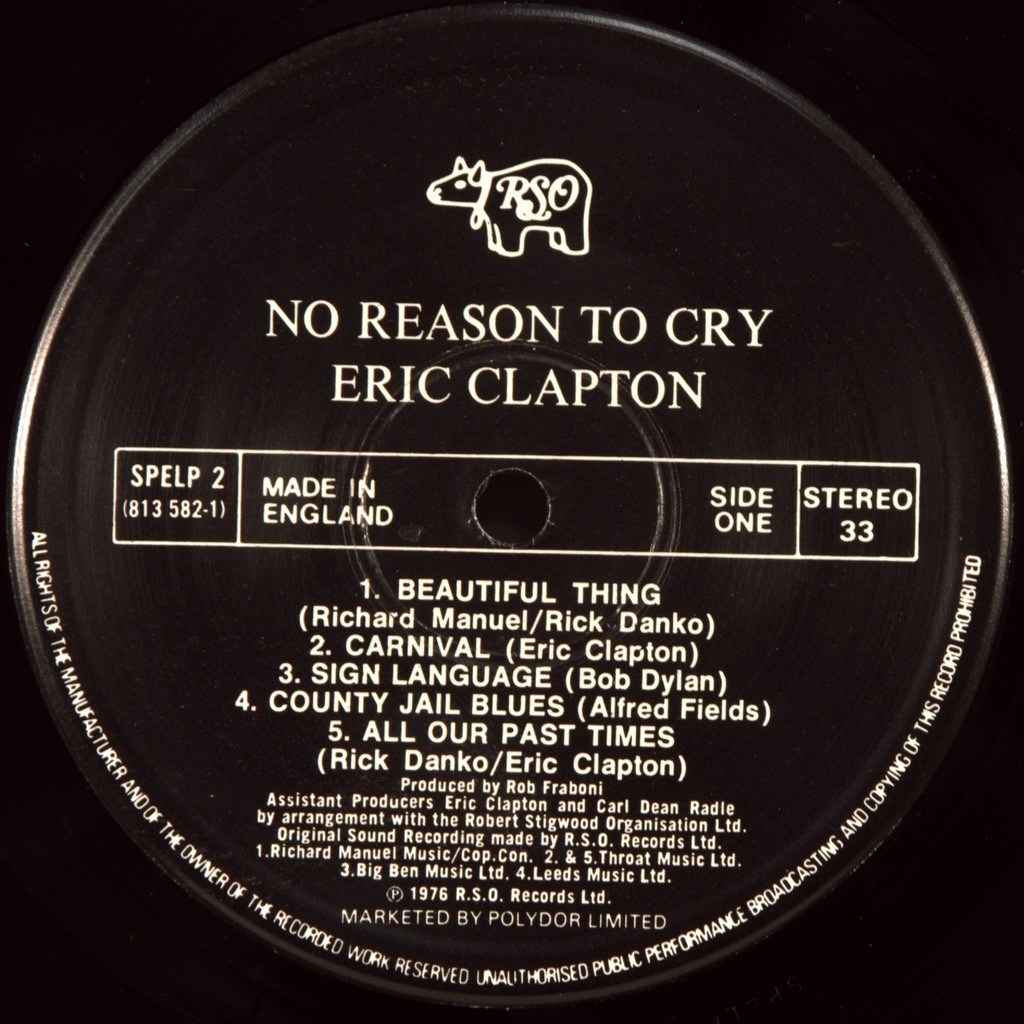 RSO
NO REASON TO CRY
ERIC CLAPTON
SPELP 2
(813 582-1)
MADE IN
ENGLAND
SIDE
ONE
STEREO
33
1. BEAUTIFUL THING
(Richard Manuel/Rick Danko)
2. CARNIVAL (Eric Clapton)
3. SIGN LANGUAGE (Bob Dylan)
4. COUNTY JAIL BLUES (Alfred Fields)
5. ALL OUR PAST TIMES
(Rick Danko/Eric Clapton)
Produced by Rob Fraboni
Assistant Producers Eric Clapton and Carl Dean Radle
by arrangement with the Robert Stigwood Organisation Ltd.
Original Sound Recording made by R.S.O. Records Ltd.
1.Richard Manuel Music/Cop.Con. 2. & 5.Throat Music Ltd.
3.Big Ben Music Ltd. 4.Leeds Music Ltd.
℗ 1976 R.S.O. Records Ltd.
MARKETED BY POLYDOR LIMITED
ALL RIGHTS OF THE MANUFACTURER AND OF THE OWNER OF THE RECORDED WORK RESERVED UNAUTHORISED PUBLIC PERFORMANCE BROADCASTING AND COPYING OF THIS RECORD PROHIBITED